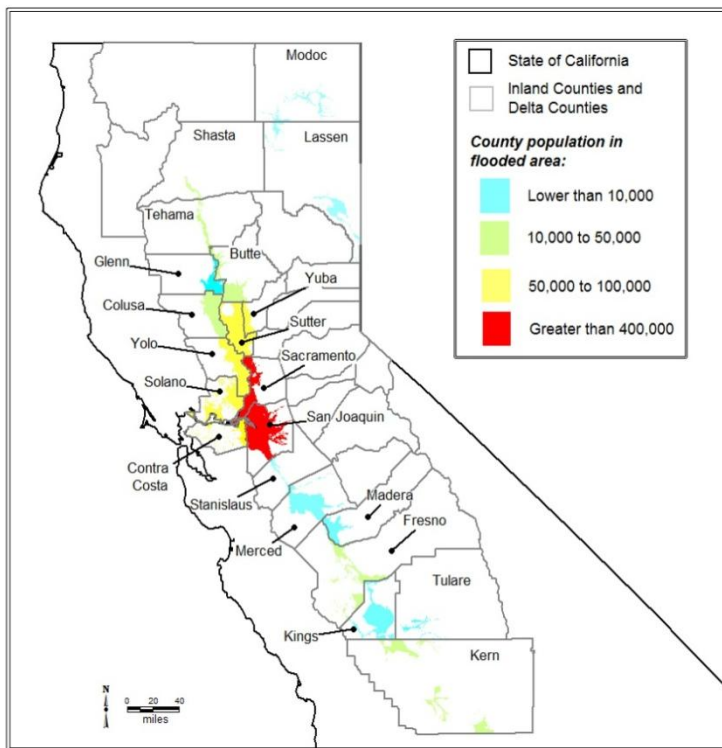 Modoc
Shasta
Lassen
Tehama
Glenn
Butte
Yuba
Colusa
Sutter
Yolo
Sacramento
Solano
San Joaquin
Contra
Costa
Stanislaus
Madera
Merced
Fresno
Tulare
Kings
Kern
State of California
Inland Counties and
Delta Counties
County population in
flooded area:
Lower than 10,000
10,000 to 50,000
50,000 to 100,000
Greater than 400,000
N
0 20 40
miles